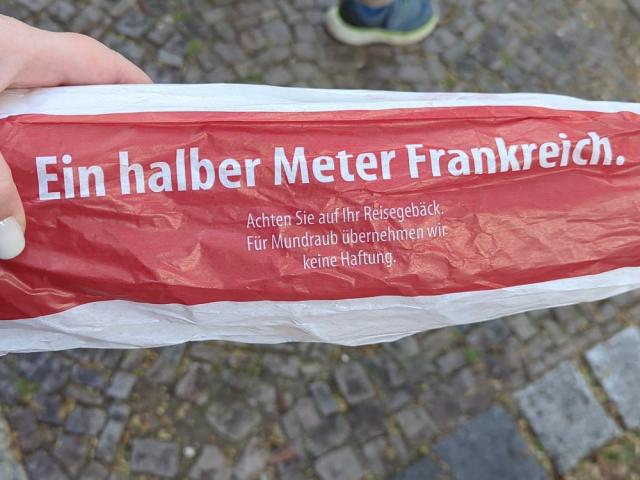 Ein halber Meter Frankreich.
Achten Sie auf Ihr Reisegebäck.
Für Mundraub übernehmen wir
keine Haftung.